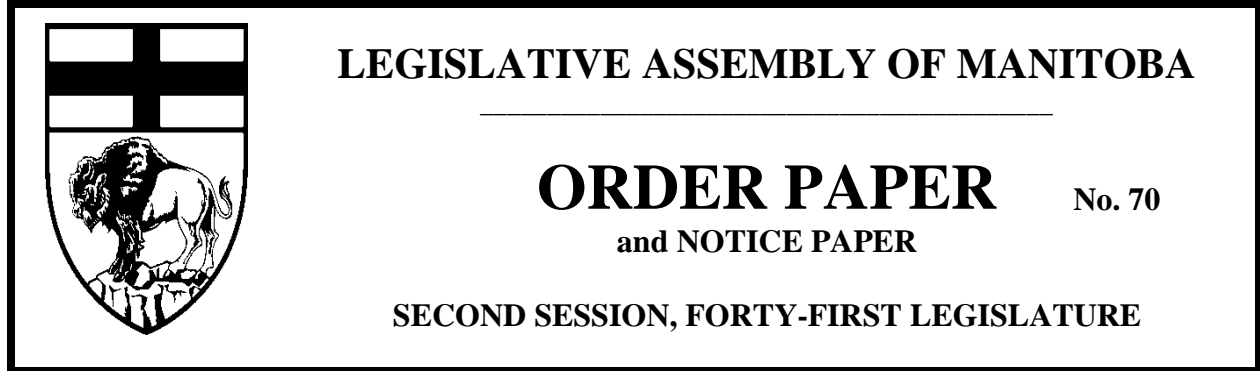 LEGISLATIVE ASSEMBLY OF MANITOBA
ORDER PAPER No. 70
and NOTICE PAPER
SECOND SESSION, FORTY-FIRST LEGISLATURE